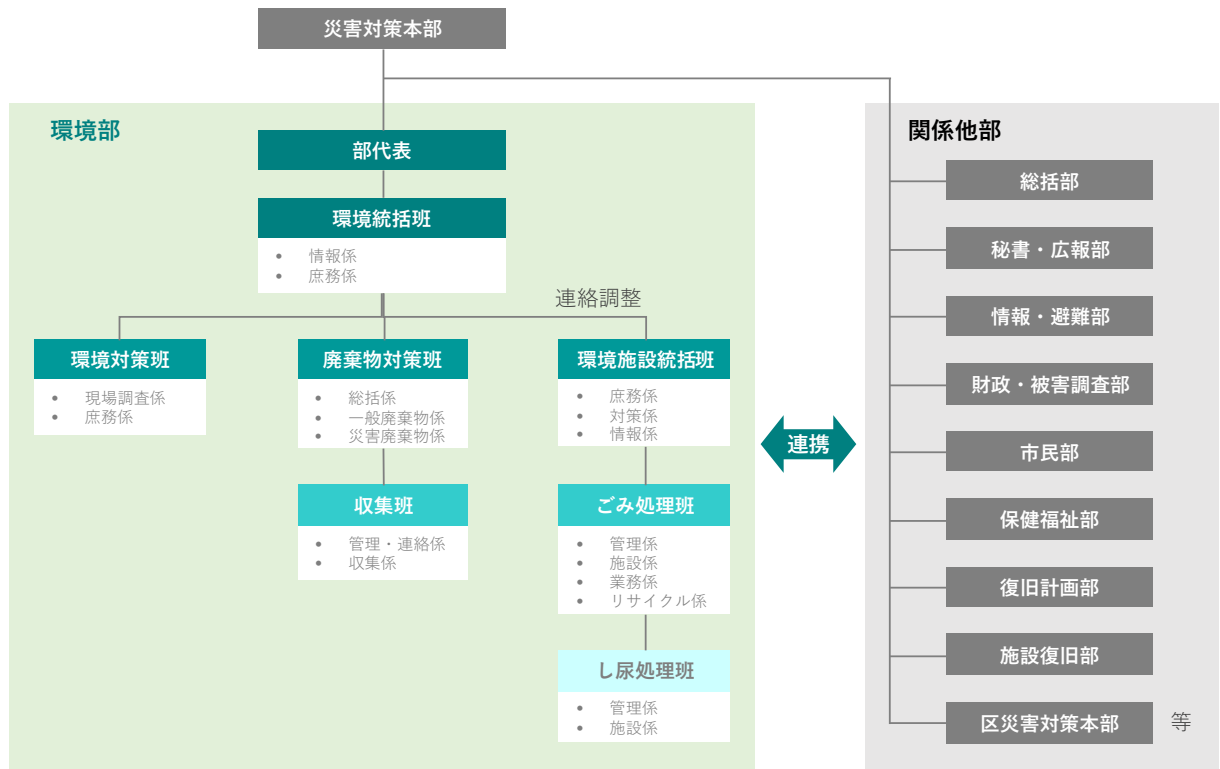 災害対策本部
環境部
部代表
環境統括班
• 情報係
• 庶務係
連絡調整
環境対策班
• 現場調査係
• 庶務係
廃棄物対策班
• 総括係
• 一般廃棄物係
• 災害廃棄物係
収集班
• 管理・連絡係
• 収集係
環境施設統括班
• 庶務係
• 対策係
• 情報係
ごみ処理班
• 管理係
• 施設係
• 業務係
• リサイクル係
し尿処理班
• 管理係
• 施設係
連携
関係他部
総括部
秘書・広報部
情報・避難部
財政・被害調査部
市民部
保健福祉部
復旧計画部
施設復旧部
区災害対策本部 等